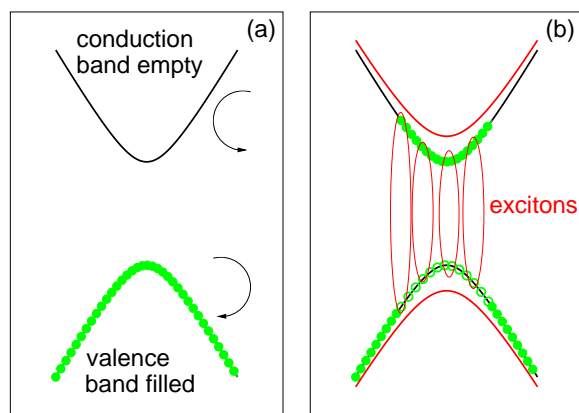 (a)
conduction
band empty
valence
band filled
(b)
excitons